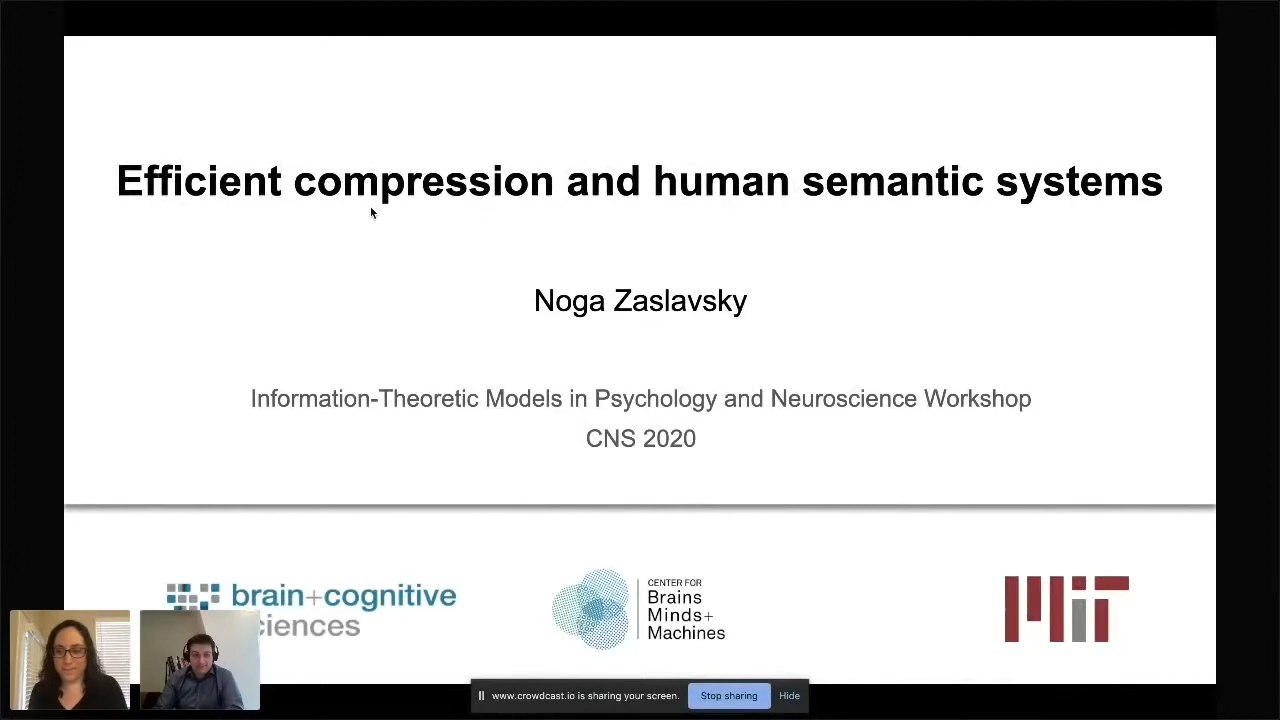 Efficient compression and human semantic systems
Noga Zaslavsky
Information-Theoretic Models in Psychology and Neuroscience Workshop
CNS 2020
brain+cognitive
ciences
CENTER FOR
Brains
Minds+
Machines
MIT
www.crowdcast.io is sharing your screen.
Stop sharing
Hide